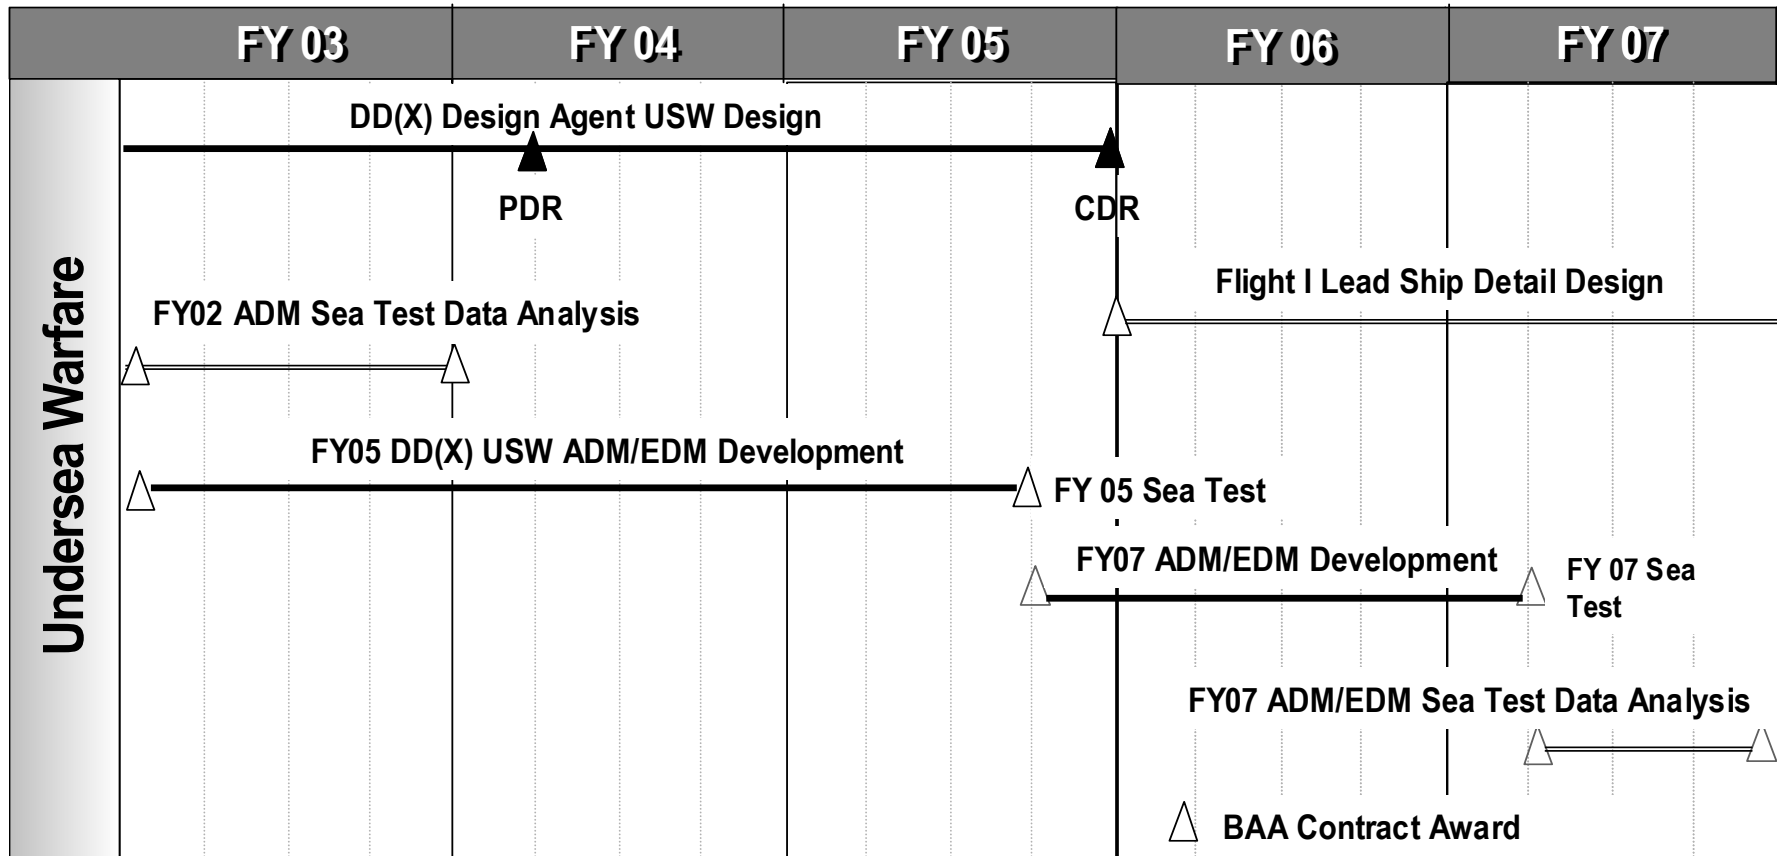 FY 03 FY 04 FY 05 FY 06 FY 07
Undersea Warfare
DD(X) Design Agent USW Design
PDR
CDR
Flight I Lead Ship Detail Design
FY02 ADM Sea Test Data Analysis
FY05 DD(X) USW ADM/EDM Development
FY 05 Sea Test
FY07 ADM/EDM Development
FY 07 Sea
Test
FY07 ADM/EDM Sea Test Data Analysis
BAA Contract Award